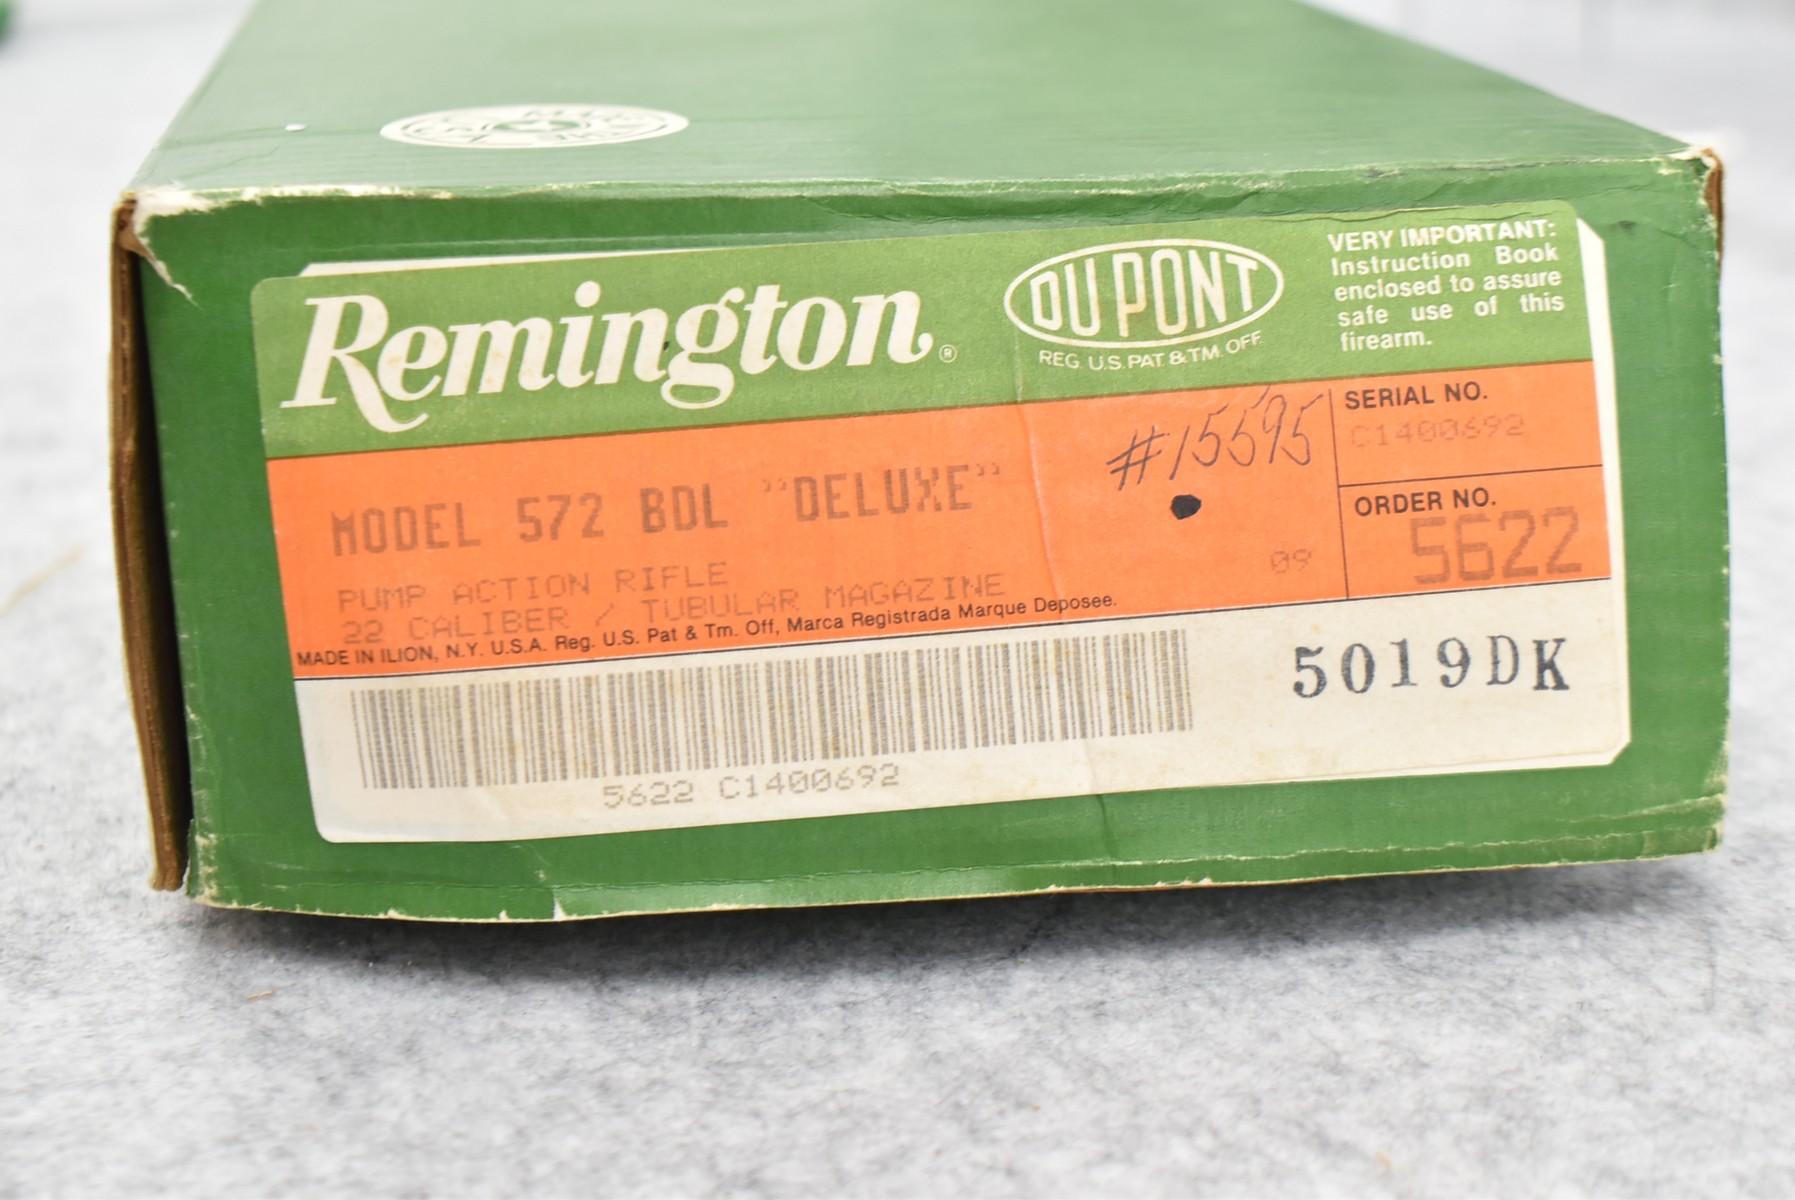 Remington®
DU PONT
REG. U.S. PAT. & TM. OFF.
VERY IMPORTANT:
Instruction Book
enclosed to assure
safe use of this
firearm.
MODEL 572 BDL "DELUXE"
#15595
SERIAL NO.
C1400692
PUMP ACTION RIFLE
09
ORDER NO.
5622
22 CALIBER / TUBULAR MAGAZINE
MADE IN ILION, N.Y. U.S.A. Reg. U.S. Pat & Tm. Off, Marca Registrada Marque Deposee.
5019DK
5622 C1400692